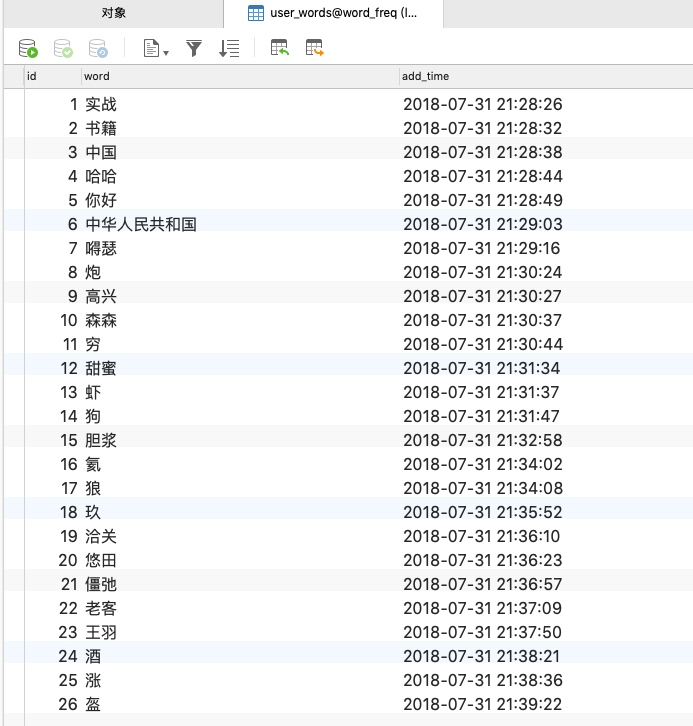 对象 user_words@word_freq (l...
id word add_time
1 实战 2018-07-31 21:28:26
2 书籍 2018-07-31 21:28:32
3 中国 2018-07-31 21:28:38
4 哈哈 2018-07-31 21:28:44
5 你好 2018-07-31 21:28:49
6 中华人民共和国 2018-07-31 21:29:03
7 嘚瑟 2018-07-31 21:29:16
8 炮 2018-07-31 21:30:24
9 高兴 2018-07-31 21:30:27
10 森森 2018-07-31 21:30:37
11 穷 2018-07-31 21:30:44
12 甜蜜 2018-07-31 21:31:34
13 虾 2018-07-31 21:31:37
14 狗 2018-07-31 21:31:47
15 胆浆 2018-07-31 21:32:58
16 氦 2018-07-31 21:34:02
17 狼 2018-07-31 21:34:08
18 玖 2018-07-31 21:35:52
19 洽关 2018-07-31 21:36:10
20 悠田 2018-07-31 21:36:23
21 僵弛 2018-07-31 21:36:57
22 老客 2018-07-31 21:37:09
23 王羽 2018-07-31 21:37:50
24 酒 2018-07-31 21:38:21
25 涨 2018-07-31 21:38:36
26 盔 2018-07-31 21:39:22